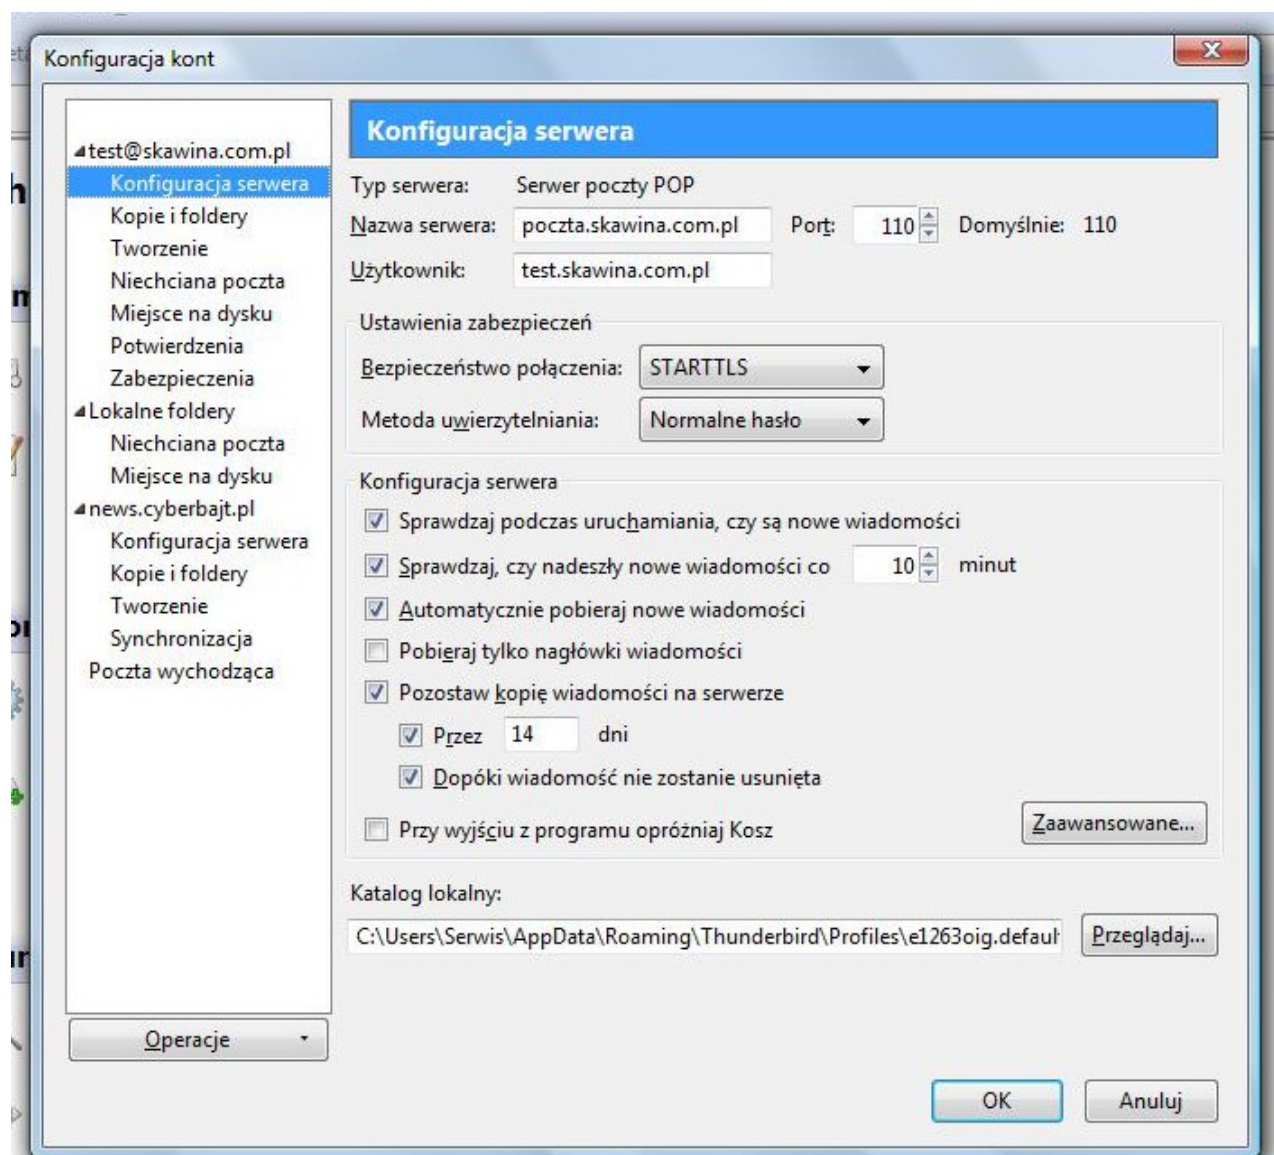 Konfiguracja kont
test@skawina.com.pl
Konfiguracja serwera
Kopie i foldery
Tworzenie
Niechciana poczta
Miejsce na dysku
Potwierdzenia
Zabezpieczenia
Lokalne foldery
Niechciana poczta
Miejsce na dysku
news.cyberbajt.pl
Konfiguracja serwera
Kopie i foldery
Tworzenie
Synchronizacja
Poczta wychodząca
Operacje
Konfiguracja serwera
Typ serwera: Serwer poczty POP
Nazwa serwera: poczta.skawina.com.pl Port: 110 Domyślnie: 110
Użytkownik: test.skawina.com.pl
Ustawienia zabezpieczeń
Bezpieczeństwo połączenia: STARTTLS
Metoda uwierzytelniania: Normalne hasło
Konfiguracja serwera
Sprawdzaj podczas uruchamiania, czy są nowe wiadomości
Sprawdzaj, czy nadeszły nowe wiadomości co 10 minut
Automatycznie pobieraj nowe wiadomości
Pobieraj tylko nagłówki wiadomości
Pozostaw kopię wiadomości na serwerze
Przez 14 dni
Dopóki wiadomość nie zostanie usunięta
Przy wyjściu z programu opróżniaj Kosz
Zaawansowane...
Katalog lokalny:
C:\Users\Serwis\AppData\Roaming\Thunderbird\Profiles\e1263oig.defaul
Przeglądaj...
OK Anuluj